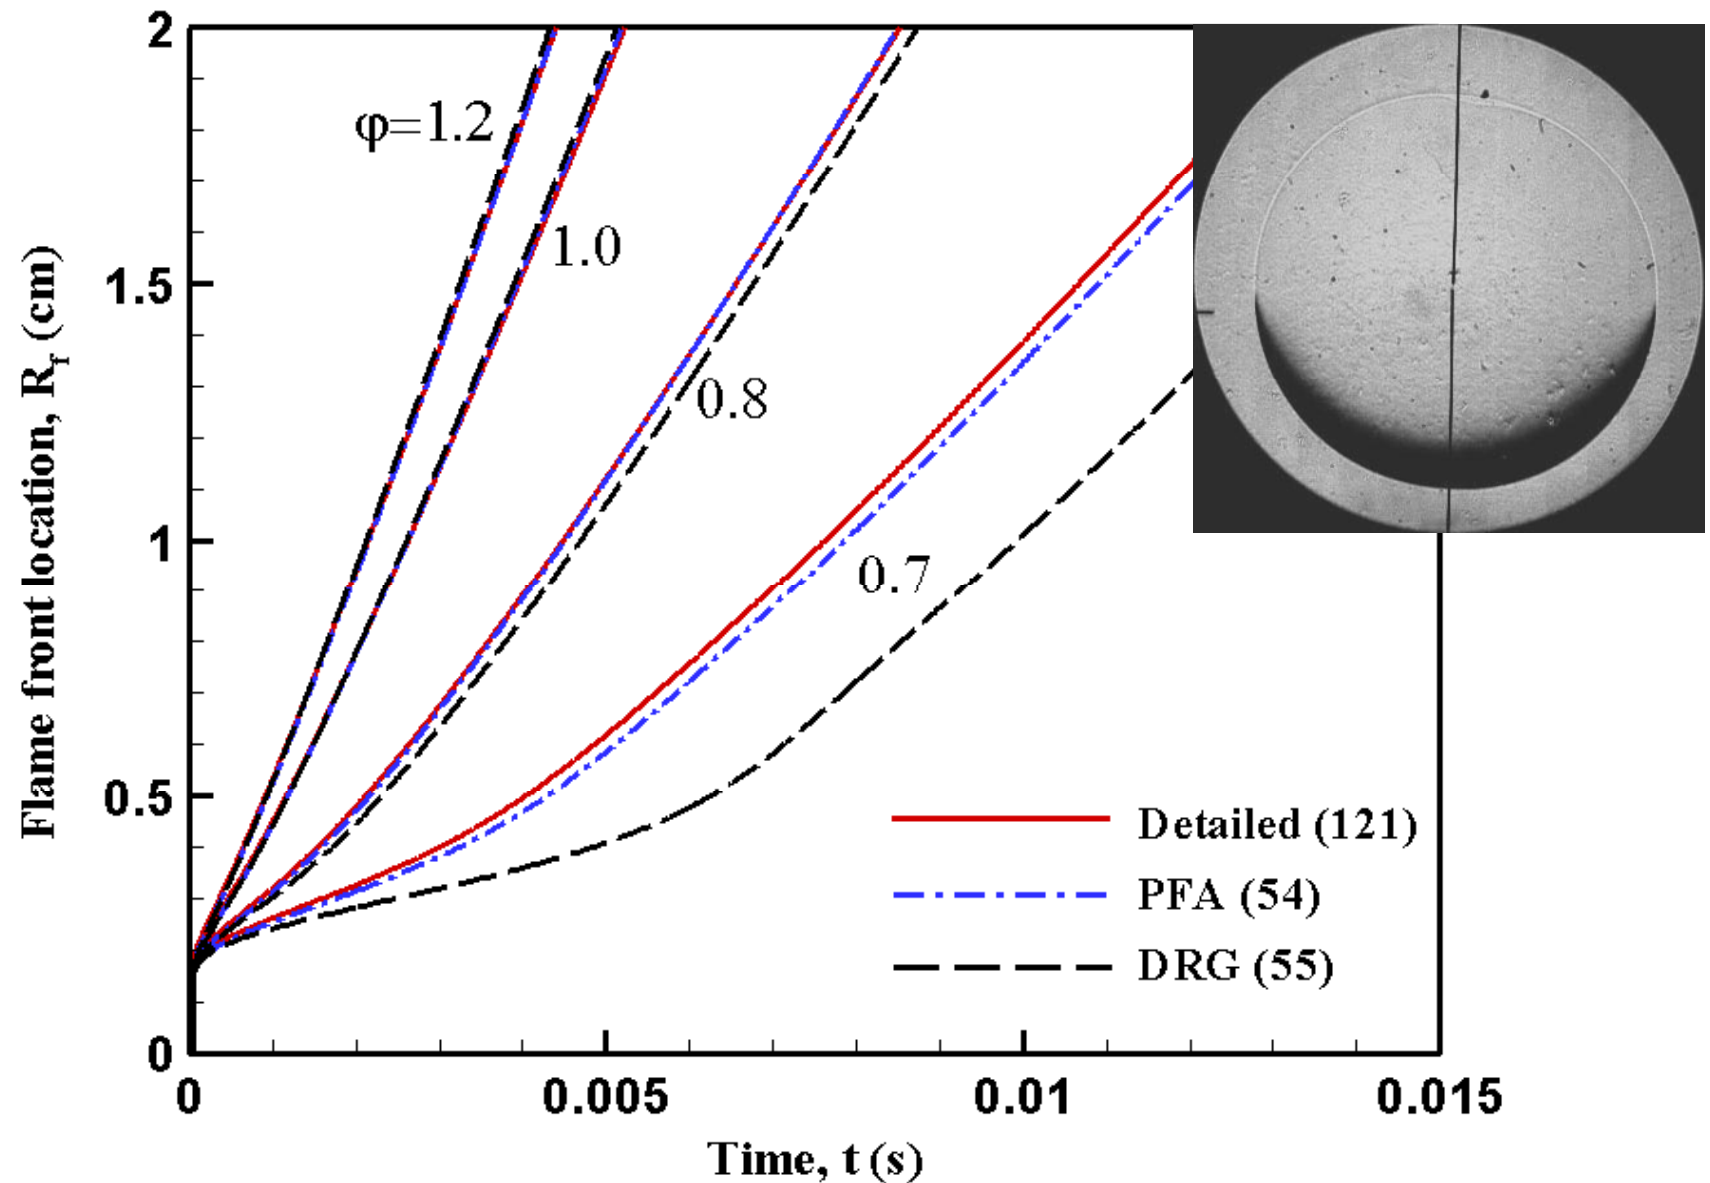 2
1.5
1
0.5
0
0
0.005
0.01
0.015
Flame front location, R_f (cm)
Time, t (s)
φ=1.2
1.0
0.8
0.7
Detailed (121)
PFA (54)
DRG (55)